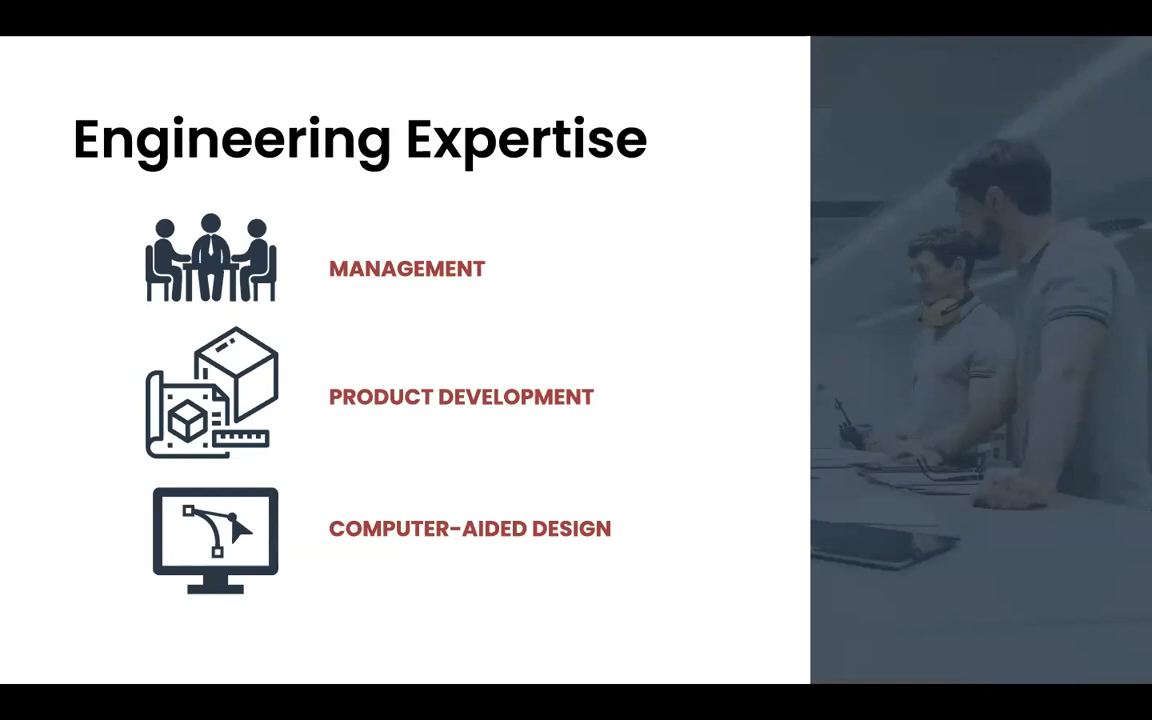 Engineering Expertise
MANAGEMENT
PRODUCT DEVELOPMENT
COMPUTER-AIDED DESIGN